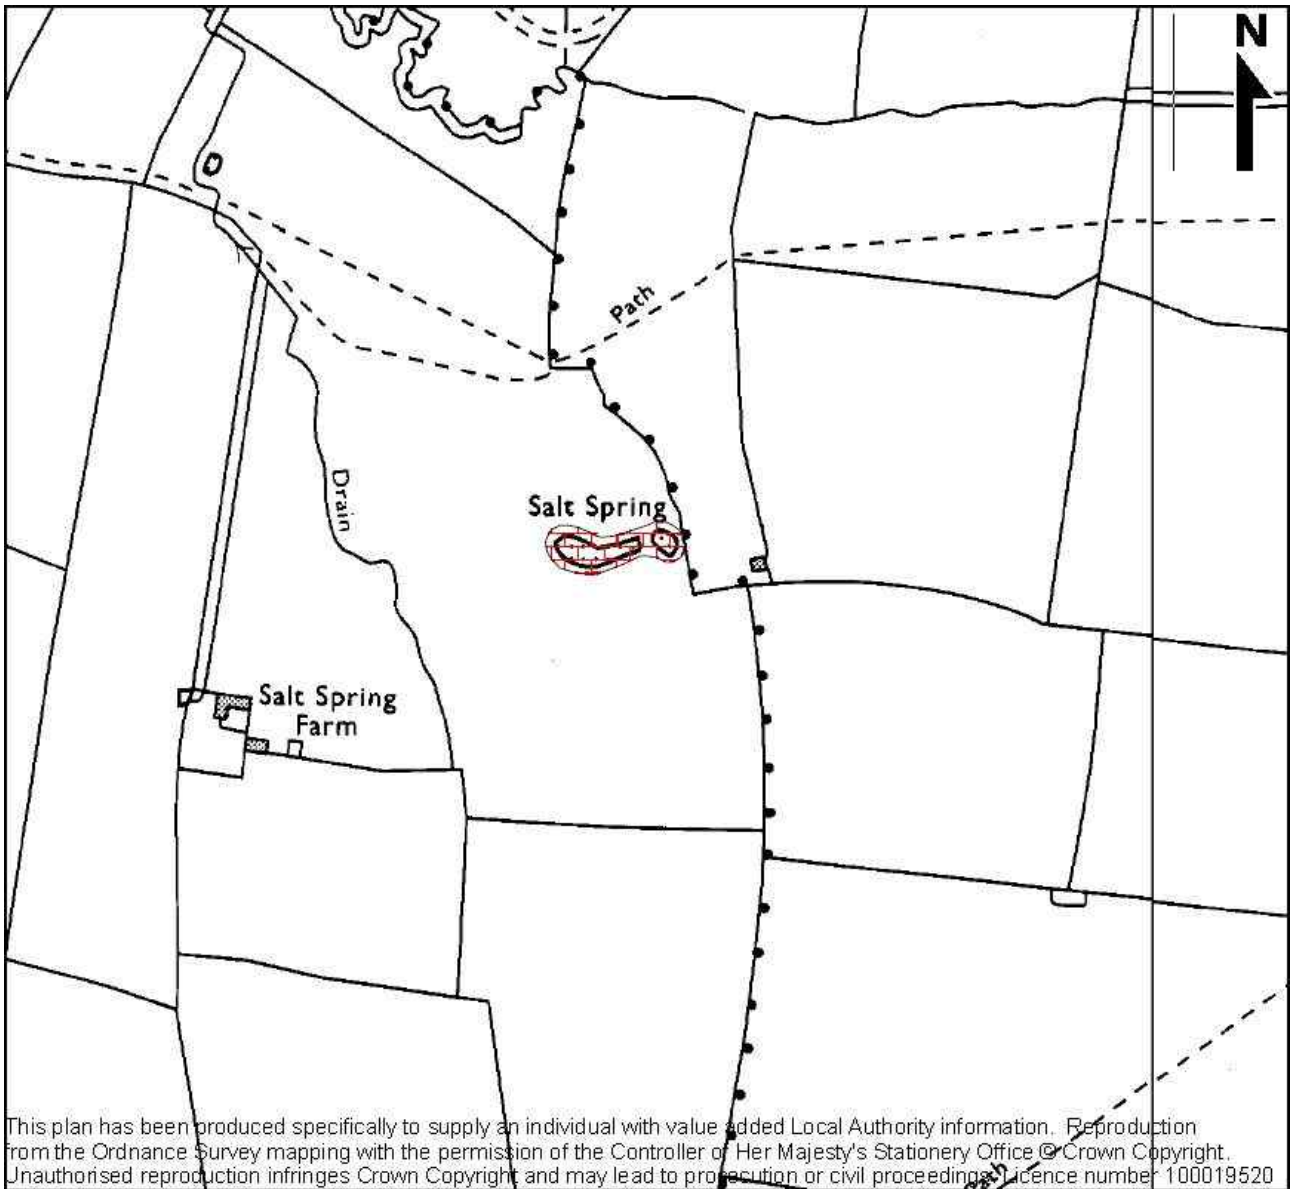 N
Path
Drain
Salt Spring
Salt Spring
Farm
This plan has been produced specifically to supply an individual with value added Local Authority information. Reproduction
from the Ordnance Survey mapping with the permission of the Controller of Her Majesty's Stationery Office © Crown Copyright.
Unauthorised reproduction infringes Crown Copyright and may lead to prosecution or civil proceedings. Licence number 100019520
Path